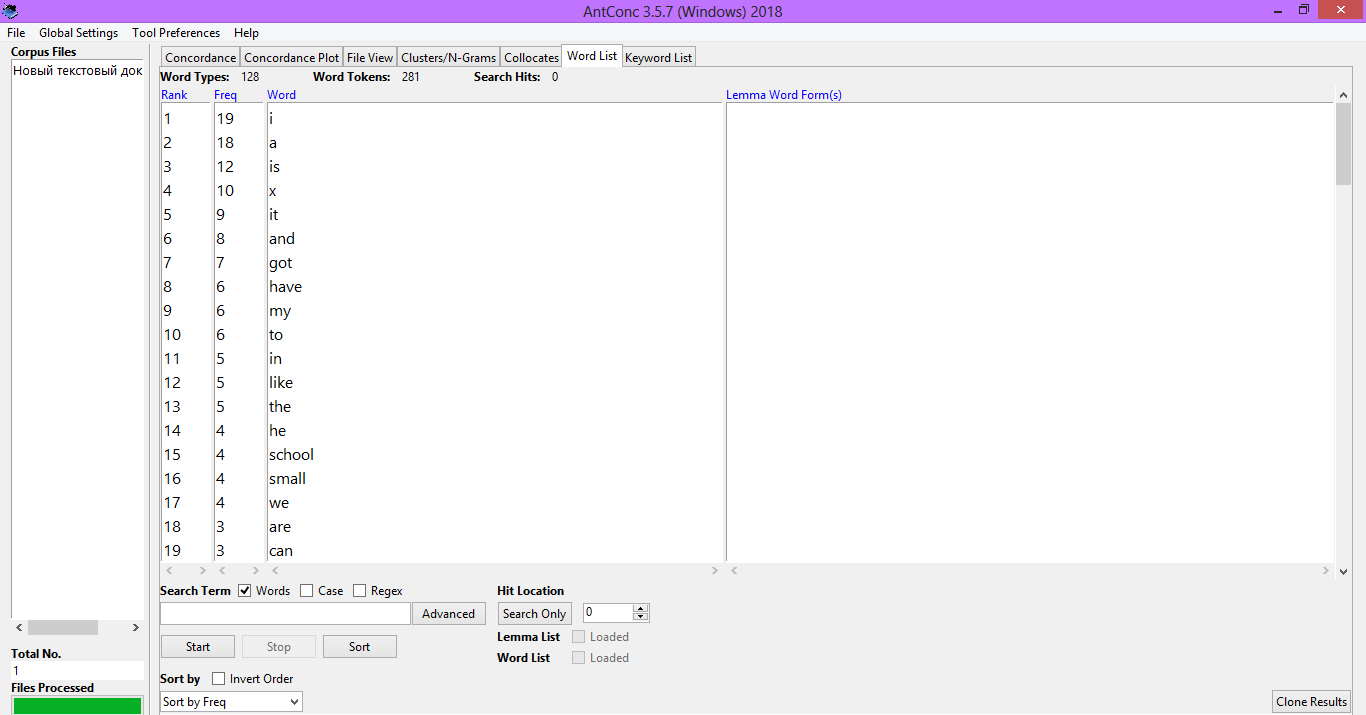 AntConc 3.5.7 (Windows) 2018
File Global Settings Tool Preferences Help
Corpus Files
Новый текстовый док
Concordance Concordance Plot File View Clusters/N-Grams Collocates Word List Keyword List
Word Types: 128 Word Tokens: 281 Search Hits: 0
Rank Freq Word Lemma Word Form(s)
1 19 i
2 18 a
3 12 is
4 10 x
5 9 it
6 8 and
7 7 got
8 6 have
9 6 my
10 6 to
11 5 in
12 5 like
13 5 the
14 4 he
15 4 school
16 4 small
17 4 we
18 3 are
19 3 can
Search Term Words Case Regex Hit Location
Advanced Search Only 0
Lemma List Loaded
Start Stop Sort
Total No.
Word List Loaded
1
Sort by Invert Order
Files Processed
Sort by Freq Clone Results